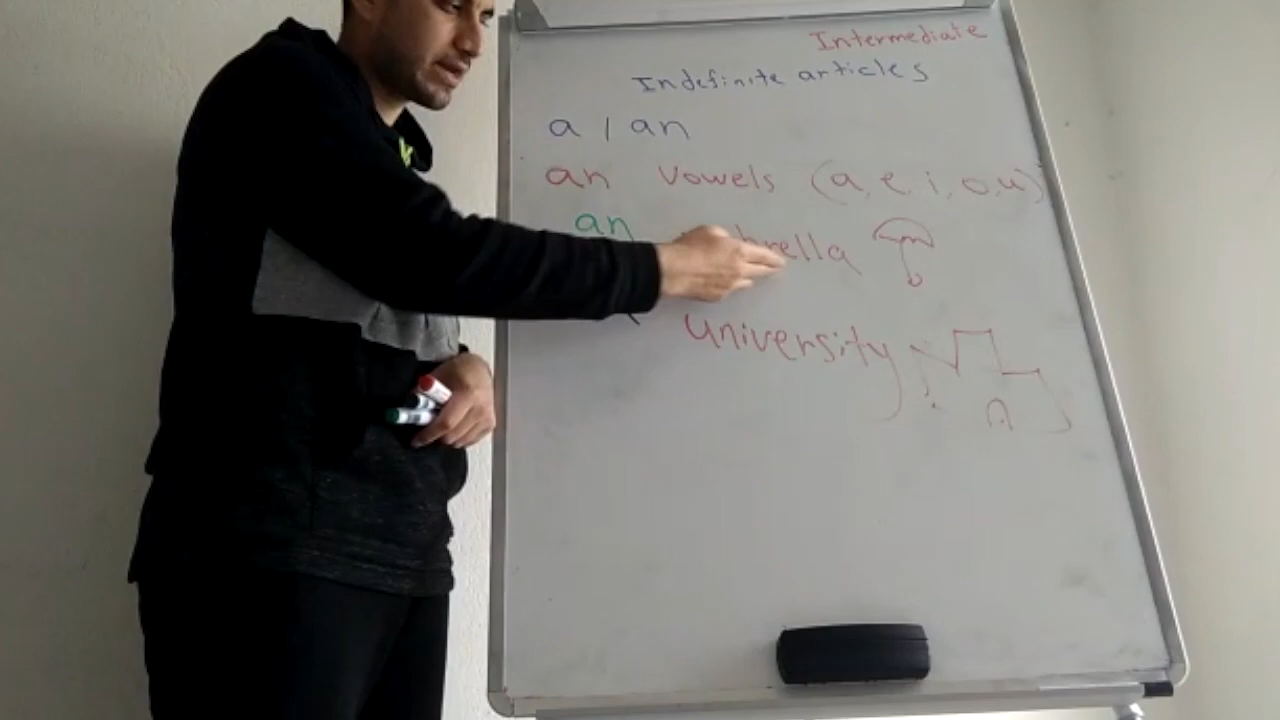 Intermediate
Indefinite articles
a / an
an vowels (a, e, i, o, u)
an
university